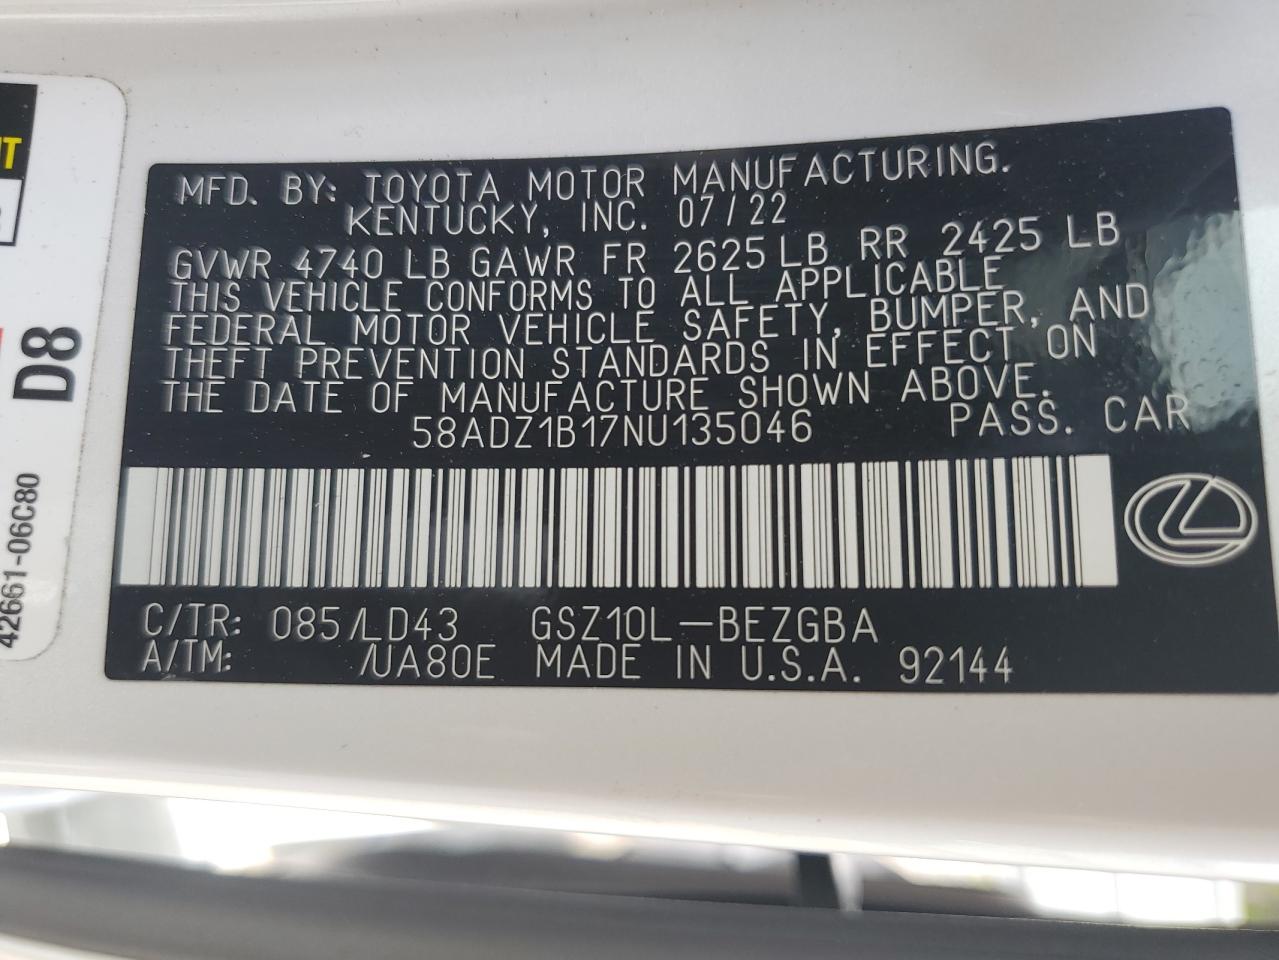 MFD. BY: TOYOTA MOTOR MANUFACTURING.
KENTUCKY, INC. 07/22
GVWR 4740 LB GAWR FR 2625 LB RR 2425 LB
THIS VEHICLE CONFORMS TO ALL APPLICABLE
FEDERAL MOTOR VEHICLE SAFETY, BUMPER, AND
THEFT PREVENTION STANDARDS IN EFFECT ON
THE DATE OF MANUFACTURE SHOWN ABOVE.
58ADZ1B17NU135046 PASS. CAR
C/TR: 085/LD43 GSZ10L-BEZGBA
A/TM: /UA80E MADE IN U.S.A. 92144
D8
42661-06C80